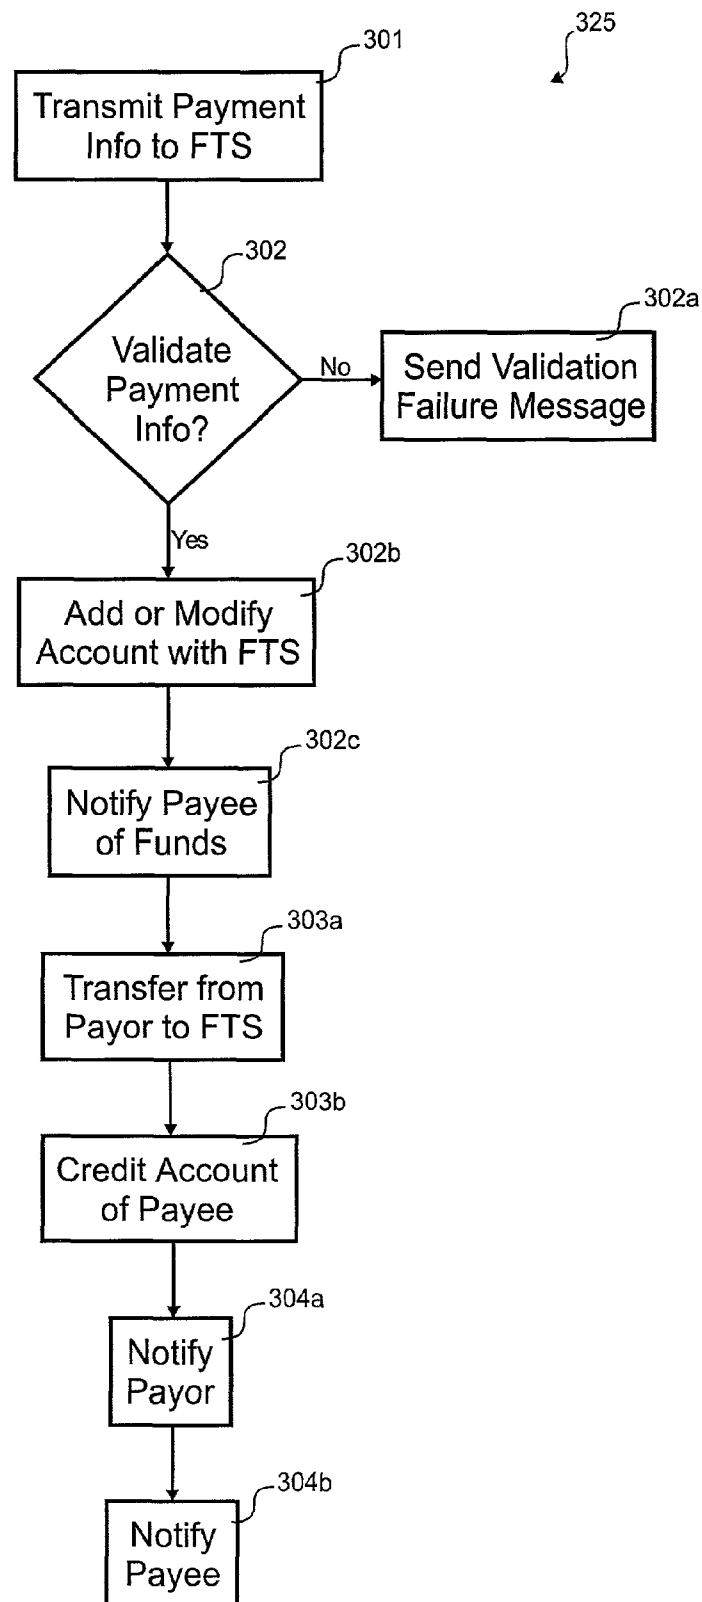 301
325
Transmit Payment
Info to FTS
302
Validate
Payment
Info?
No
302a
Send Validation
Failure Message
Yes
302b
Add or Modify
Account with FTS
302c
Notify Payee
of Funds
303a
Transfer from
Payor to FTS
303b
Credit Account
of Payee
304a
Notify
Payor
304b
Notify
Payee